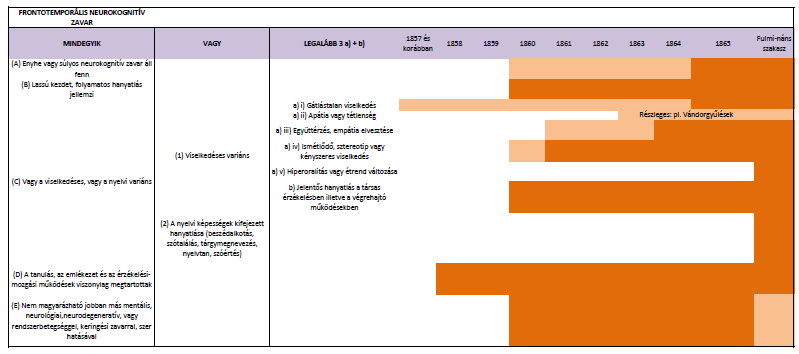 FRONTOTEMPORÁLIS NEUROKOGNITÍV
ZAVAR
MINDEGYIK
VAGY
LEGALÁBB 3 a) + b)
1857 és
korábban
1858
1859
1860
1861
1862
1863
1864
1865
Fulmi-náns
szakasz
(A) Enyhe vagy súlyos neurokognitív zavar áll
fenn
(B) Lassú kezdet, folyamatos hanyatlás
jellemzi
a) i) Gátlástalan viselkedés
a) ii) Apátia vagy tétlenség
Részleges: pl. Vándorgyűlések
a) iii) Együttérzés, empátia elvesztése
(1) Viselkedéses variáns
a) iv) Ismétlődő, sztereotíp vagy
kényszeres viselkedés
a) v) Hiperoralitás vagy étrend változása
(C) Vagy a viselkedéses, vagy a nyelvi variáns
b) Jelentős hanyatlás a társas
érzékelésben illetve a végrehajtó
működésekben
(2) A nyelvi képességek kifejezett
hanyatlása (beszédalkotás,
szótalálás, tárgymegnevezés,
nyelvtan, szóértés)
(D) A tanulás, az emlékezet és az érzékelési-
mozgási működések viszonylag megtartottak
(E) Nem magyarázható jobban más mentális,
neurológiai,neurodegeneratív, vagy
rendszerbetegséggel, keringési zavarral, szer
hatásával